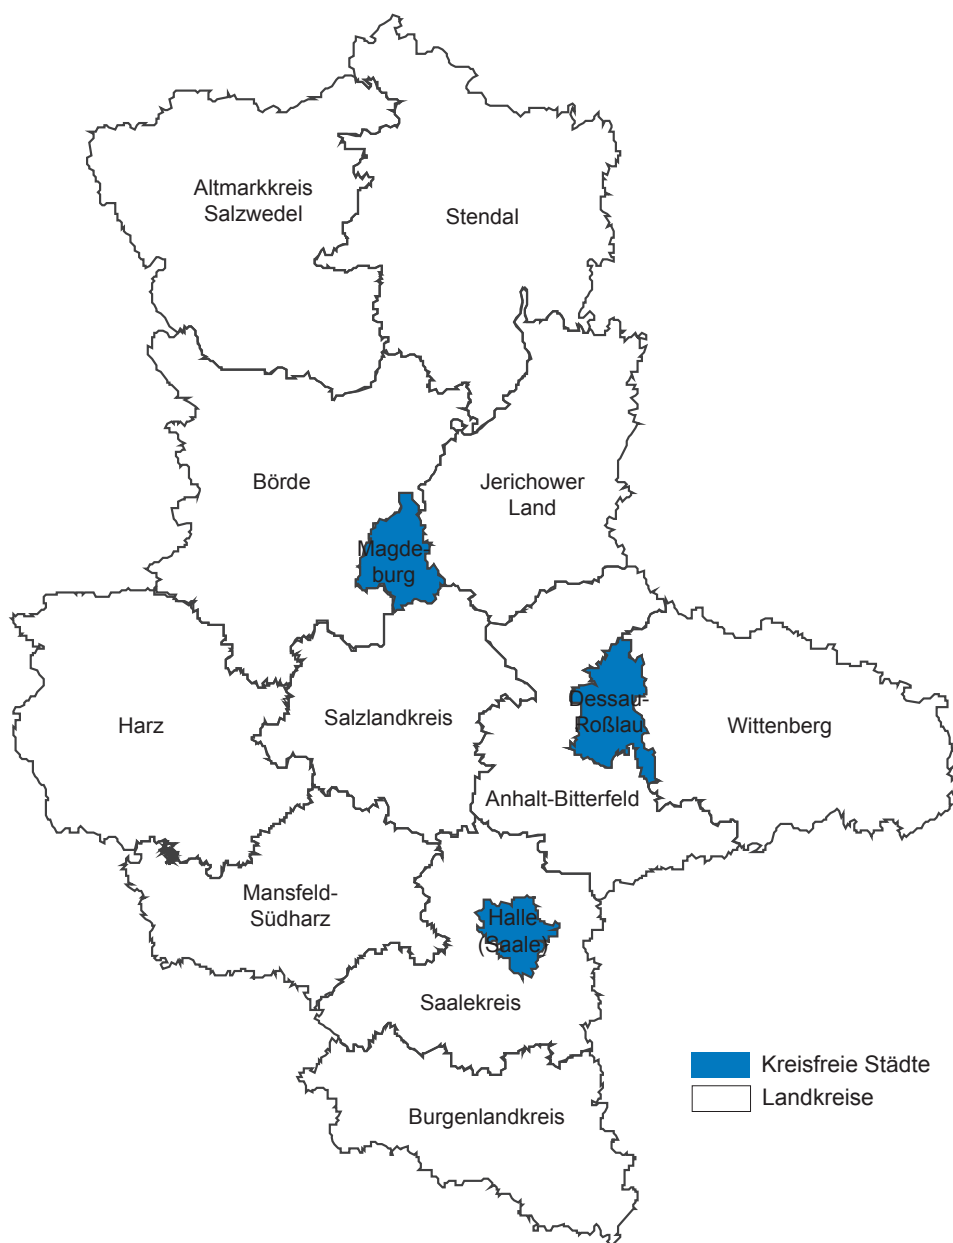 Altmarkkreis
Salzwedel
Stendal
Börde
Jerichower
Land
Magde-
burg
Harz
Salzlandkreis
Dessau-
Roßlau
Wittenberg
Anhalt-Bitterfeld
Mansfeld-
Südharz
Halle
(Saale)
Saalekreis
Burgenlandkreis
Kreisfreie Städte
Landkreise